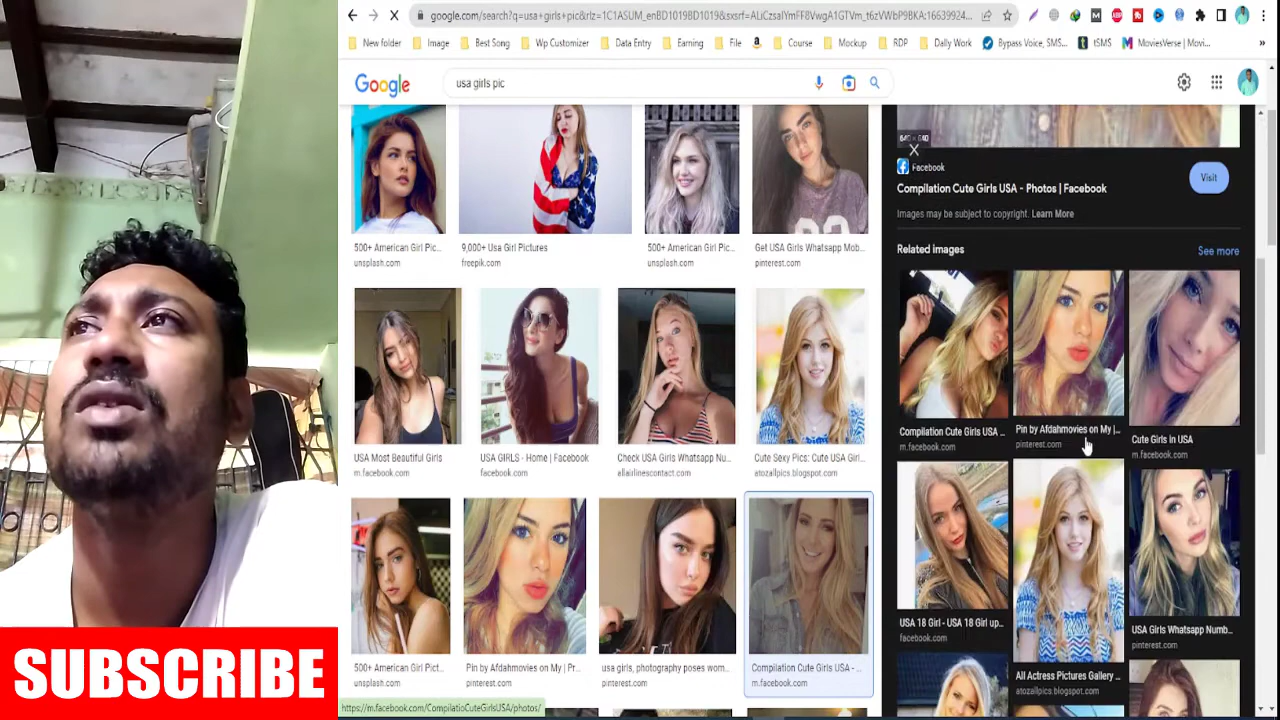 google.com/search?q=usa+girls+pic&rlz=1C1ASUM_enBD1019BD1019&sxsrf=ALiCzsaIYmFF8VwgA1GTVm_t6zVWbP9BKA:16639924...
New folder Image Best Song Wp Customizer Data Entry Earning File Course Mockup RDP Dally Work Bypass Voice, SMS... tSMS MoviesVerse | Movi... »
Google
usa girls pic
500+ American Girl Pic...
unsplash.com
9,000+ Usa Girl Pictures
freepik.com
500+ American Girl Pic...
unsplash.com
Get USA Girls Whatsapp Mob...
pinterest.com
USA Most Beautiful Girls
m.facebook.com
USA GIRLS - Home | Facebook
facebook.com
Check USA Girls Whatsapp Nu...
allairlinescontact.com
Cute Sexy Pics: Cute USA Girl...
atozallpics.blogspot.com
500+ American Girl Pict...
unsplash.com
Pin by Afdahmovies on My | Pr...
pinterest.com
usa girls, photography poses wom...
pinterest.com
Compilation Cute Girls USA - ...
m.facebook.com
https://m.facebook.com/CompilatioCuteGirlsUSA/photos/
640 × 640
Facebook
Compilation Cute Girls USA - Photos | Facebook
Visit
Images may be subject to copyright. Learn More
Related images
See more
Compilation Cute Girls USA ...
m.facebook.com
Pin by Afdahmovies on My |...
pinterest.com
Cute Girls in USA
m.facebook.com
USA 18 Girl - USA 18 Girl up...
facebook.com
All Actress Pictures Gallery ...
atozallpics.blogspot.com
USA Girls Whatsapp Numb...
pinterest.com
SUBSCRIBE